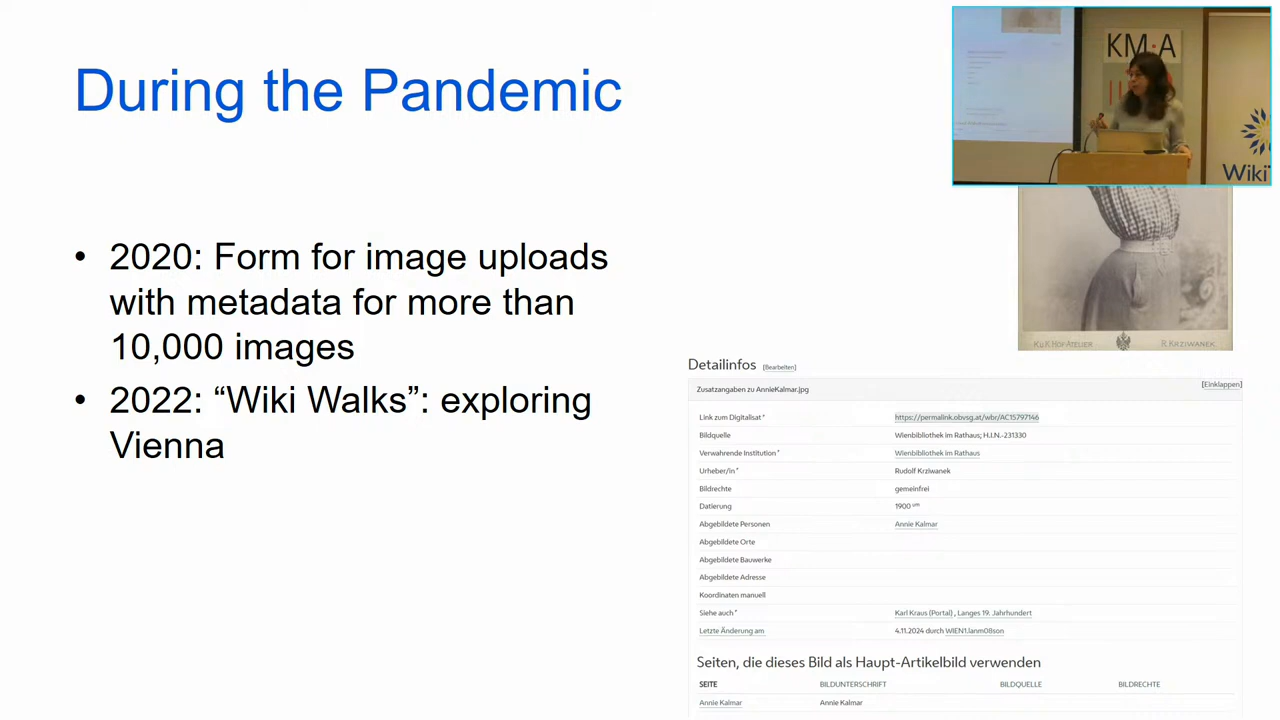 During the Pandemic
• 2020: Form for image uploads
with metadata for more than
10,000 images
• 2022: “Wiki Walks”: exploring
Vienna
KM:A
Wiki
K.u.K. HOF-ATELIER R. KRZIWANEK
Detailinfos [Bearbeiten]
Zusatzangaben zu AnnieKalmar.jpg [Einklappen]
Link zum Digitalisat * https://permalink.obvsg.at/wbr/AC15797146
Bildquelle Wienbibliothek im Rathaus; H.I.N.-231330
Verwahrende Institution * Wienbibliothek im Rathaus
Urheber/in * Rudolf Krziwanek
Bildrechte gemeinfrei
Datierung 1900 um
Abgebildete Personen Annie Kalmar
Abgebildete Orte
Abgebildete Bauwerke
Abgebildete Adresse
Koordinaten manuell
Siehe auch * Karl Kraus (Portal) , Langes 19. Jahrhundert
Letzte Änderung am 4.11.2024 durch WIEN1.lanm08son
Seiten, die dieses Bild als Haupt-Artikelbild verwenden
SEITE BILDUNTERSCHRIFT BILDQUELLE BILDRECHTE
Annie Kalmar Annie Kalmar